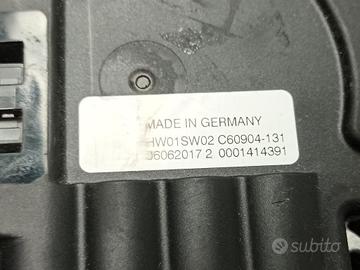 MADE IN GERMANY
HW01SW02 C60904-131
06062017 2 0001414391
subito